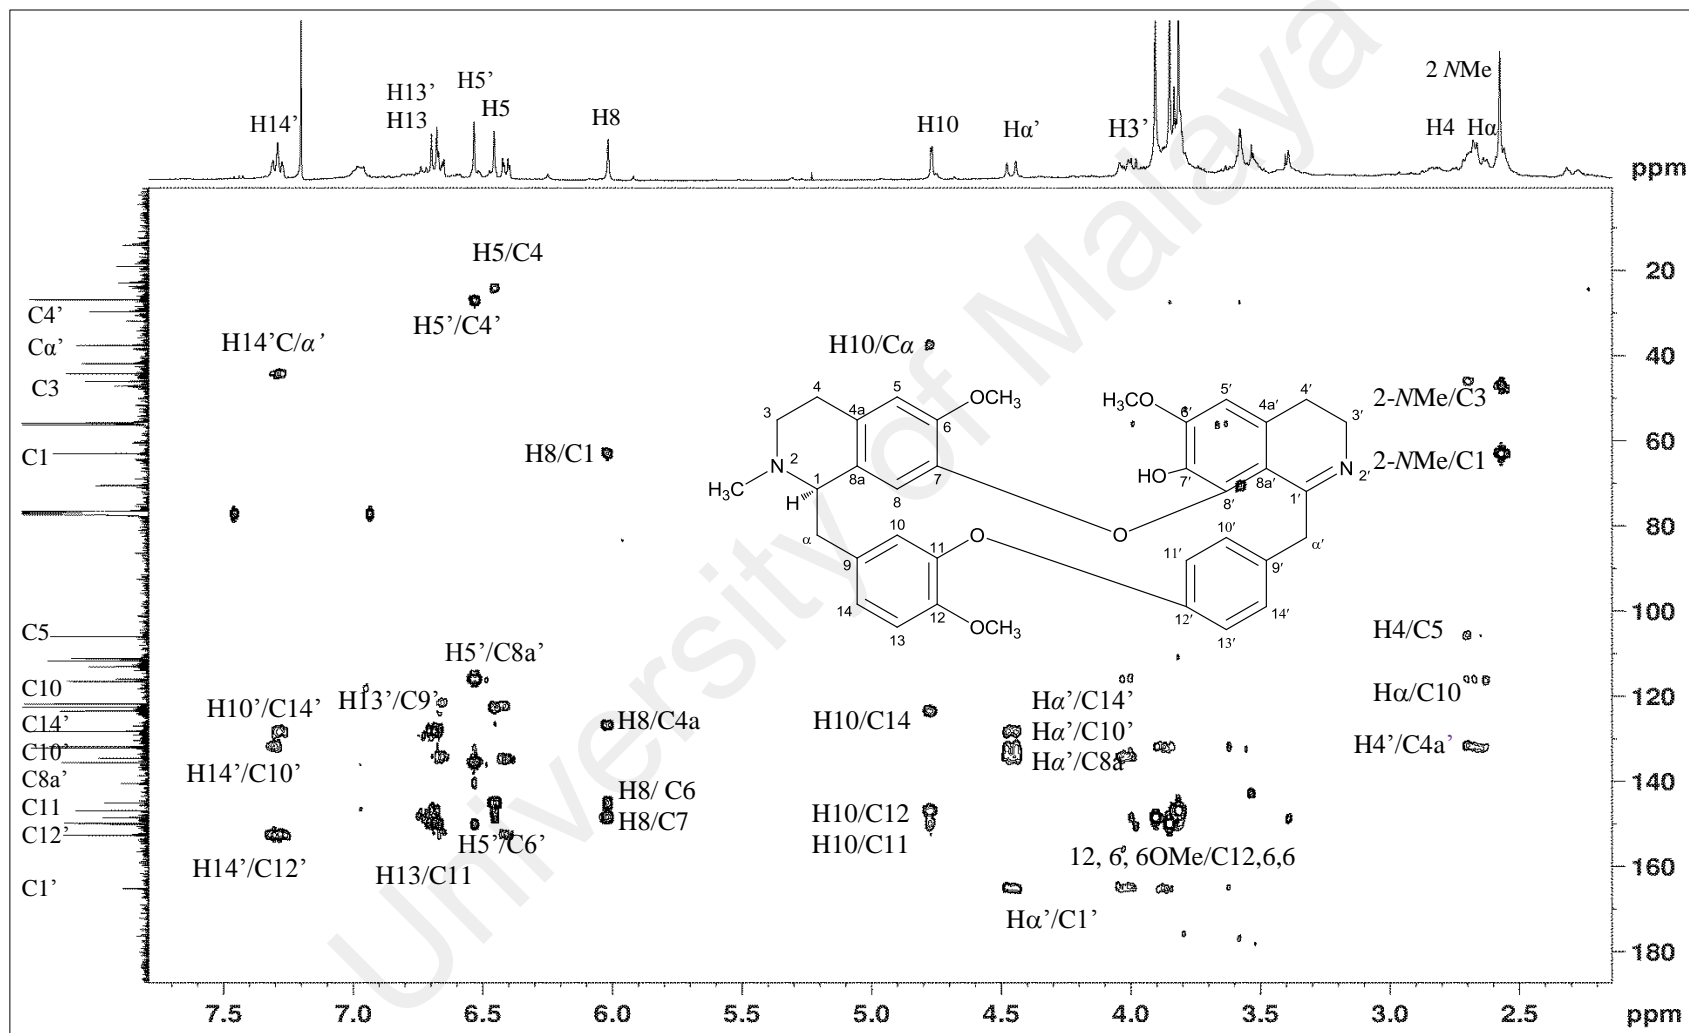 H14’
H13’
H13
H5’
H5
H8
H10
Hα’
H3’
2 NMe
H4
Hα
ppm
20
40
60
80
100
120
140
160
180
C4’
Cα’
C3
C1
C5
C10
C14’
C10’
C8a’
C11
C12’
C1’
H5/C4
H5’/C4’
H14’C/α’
H10/Cα
2-NMe/C3
H8/C1
2-NMe/C1
4
5
3
4a
OCH₃
6
N
2
1
8a
7
H₃C
H
8
α
10
9
11
O
14
12
13
OCH₃
O
H₃CO
5′
4′
6′
4a′
3′
HO
7′
8a′
N
2′
8′
1′
10′
11′
9′
α′
12′
14′
13′
H4/C5
H5’/C8a’
H10’/C14’
H13’/C9’
H8/C4a
H10/C14
Hα’/C14’
Hα/C10
Hα’/C10’
H14’/C10’
Hα’/C8a
H4’/C4a’
H8/ C6
H8/C7
H10/C12
H10/C11
H5’/C6’
H14’/C12’
H13/C11
12, 6, 6OMe/C12,6,6
Hα’/C1’
7.5
7.0
6.5
6.0
5.5
5.0
4.5
4.0
3.5
3.0
2.5
ppm
University of Malaya